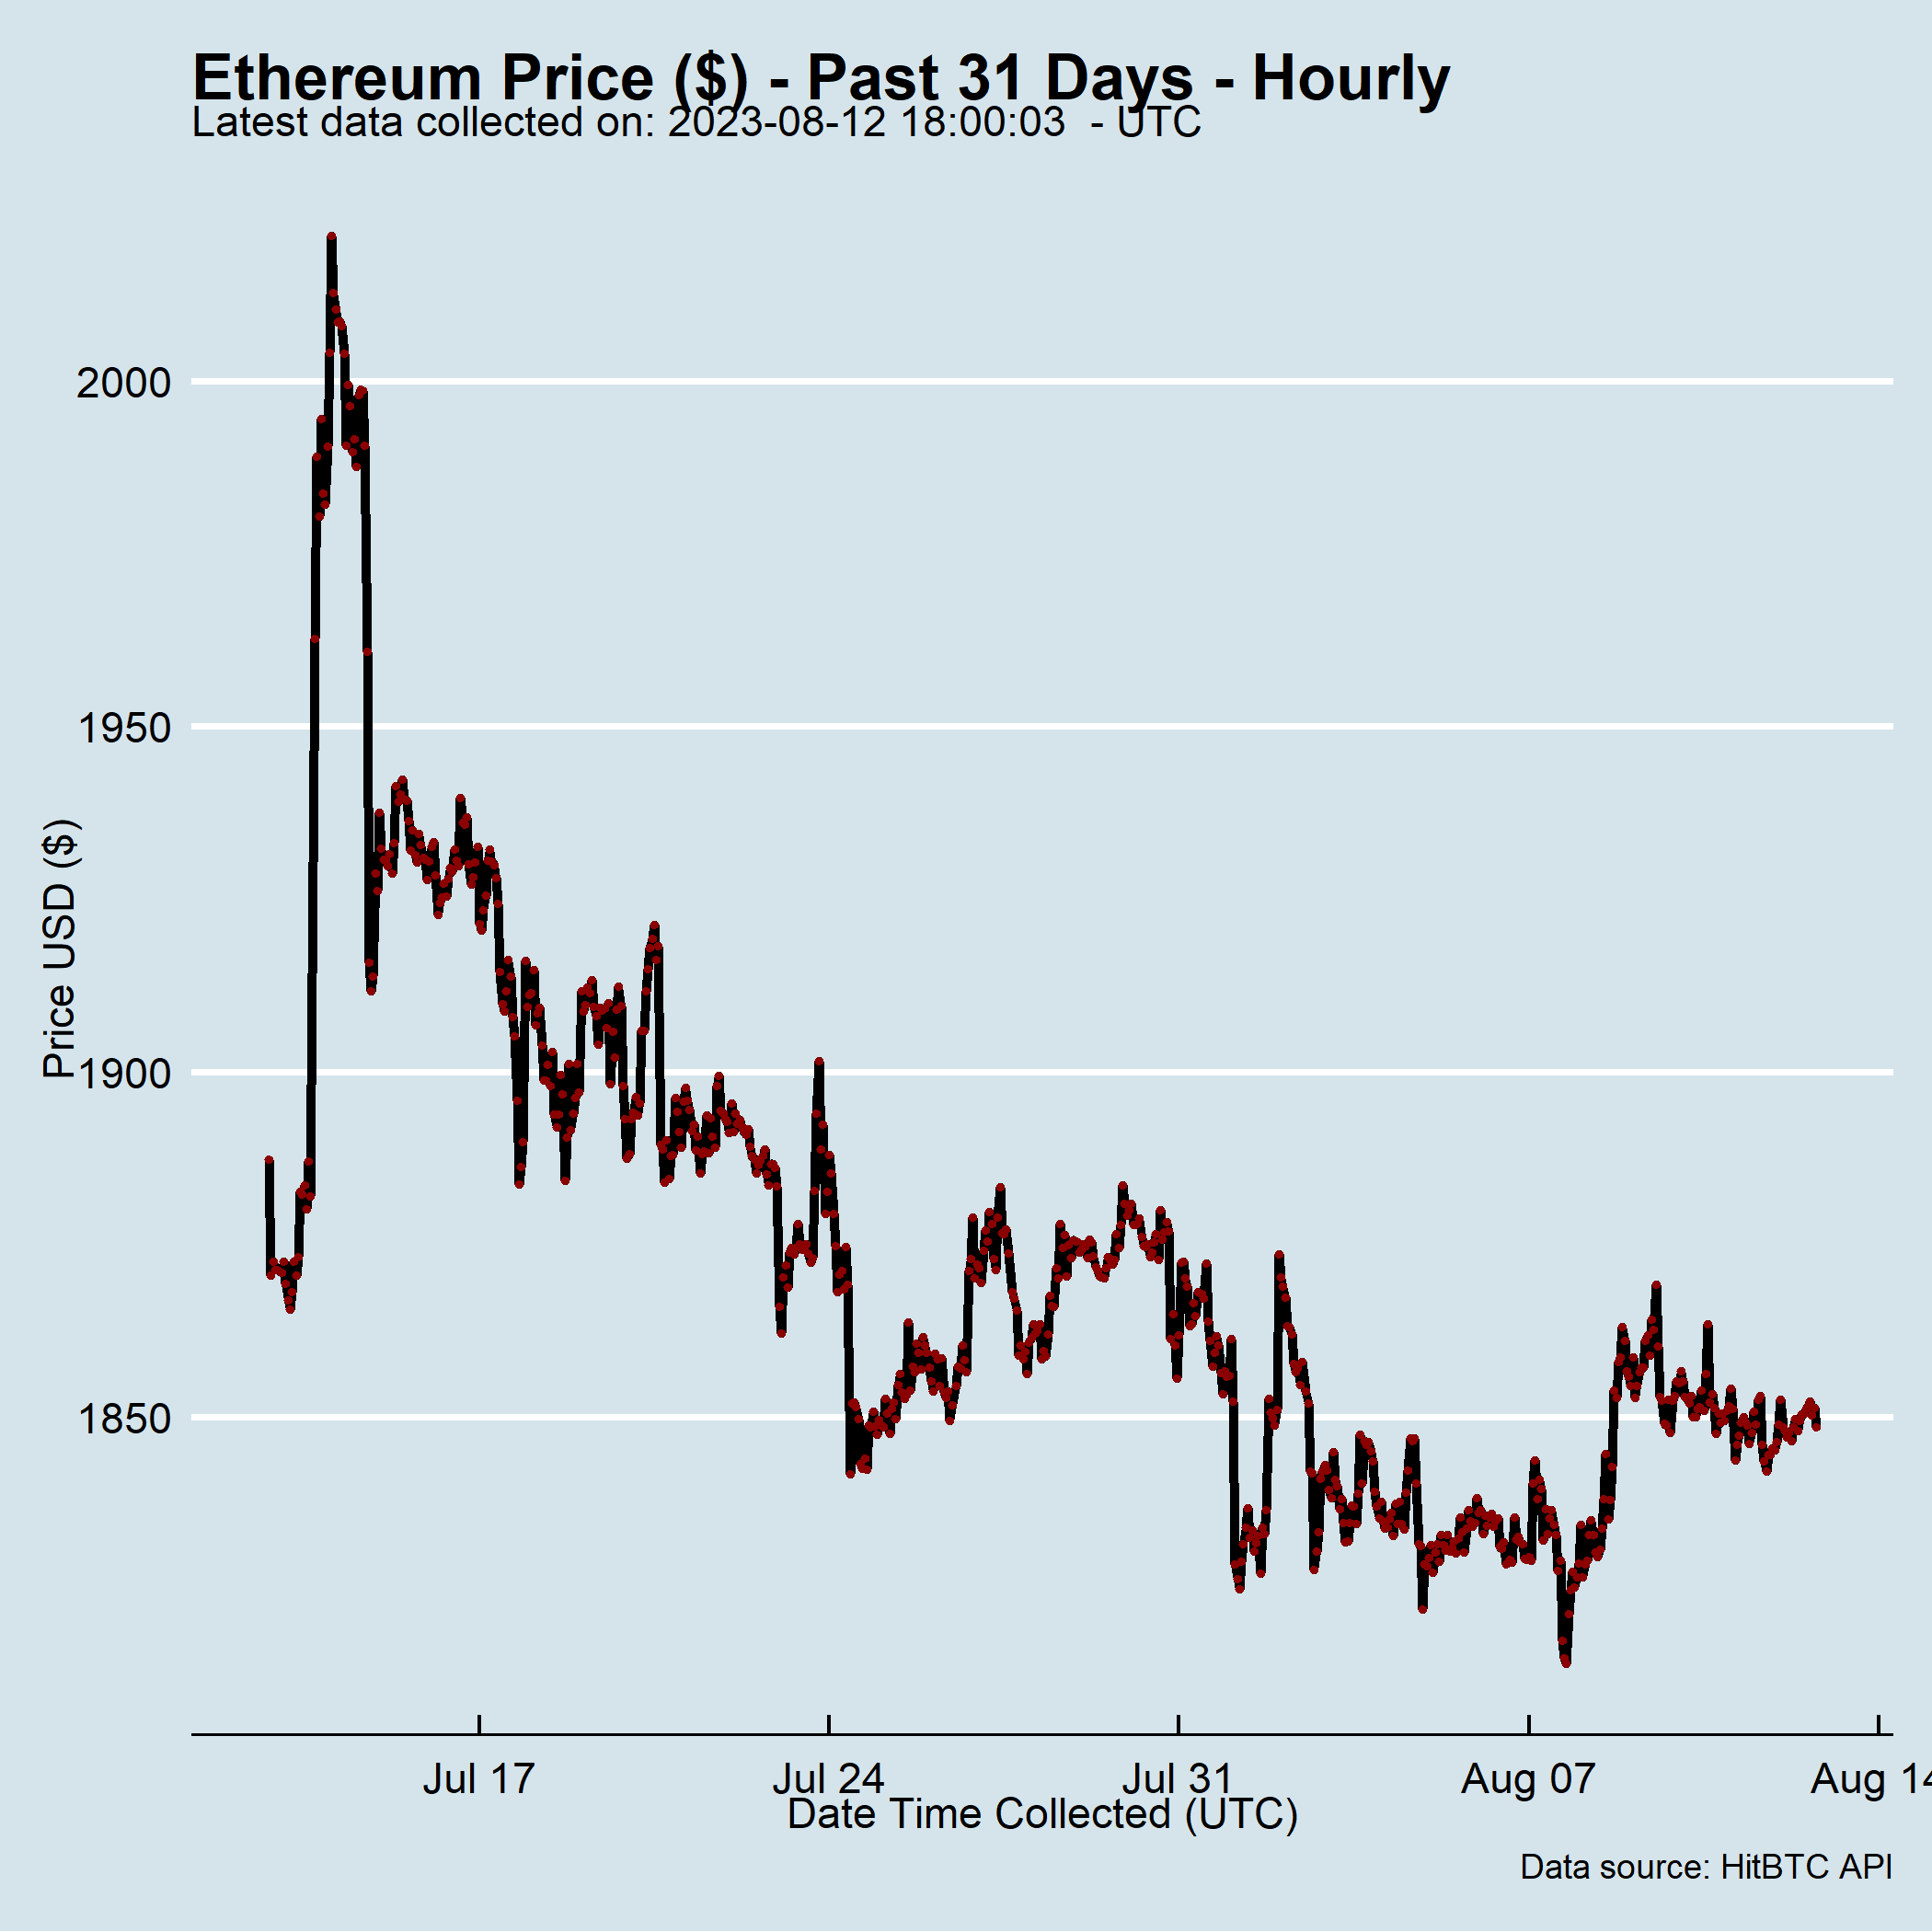 Ethereum Price ($) - Past 31 Days - Hourly
Latest data collected on: 2023-08-12 18:00:03  - UTC
2000
1950
1900
1850
Price USD ($)
Jul 17
Jul 24
Jul 31
Aug 07
Aug 14
Date Time Collected (UTC)
Data source: HitBTC API